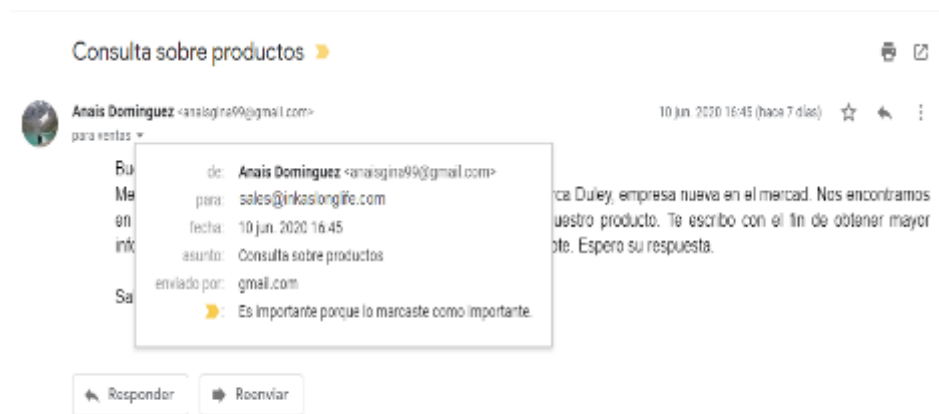 Consulta sobre productos
Anais Dominguez <anaisgina99@gmail.com>
10 jun. 2020 16:45 (hace 7 días)
para ventas
de: Anais Dominguez <anaisgina99@gmail.com>
para: sales@inkaslonglife.com
fecha: 10 jun. 2020 16:45
asunto: Consulta sobre productos
enviado por: gmail.com
Es importante porque lo marcaste como importante.
Bu
Me
rca Duley, empresa nueva en el mercad. Nos encontramos
en
uestro producto. Te escribo con el fin de obtener mayor
info
ote. Espero su respuesta.
Sa
Responder
Reenviar